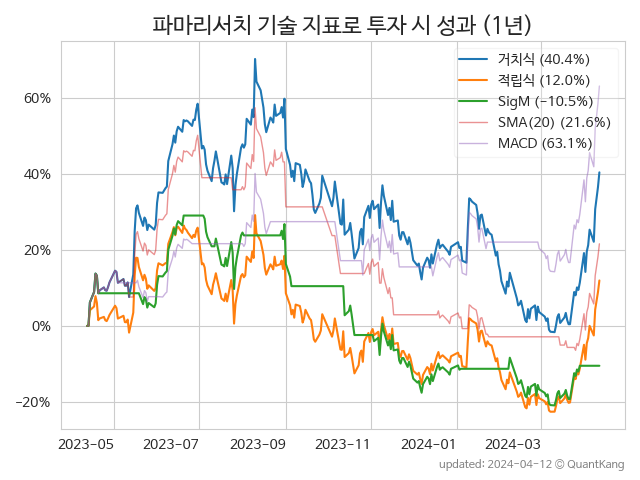 파마리서치 기술 지표로 투자 시 성과 (1년)
거치식 (40.4%)
적립식 (12.0%)
SigM (−10.5%)
SMA(20) (21.6%)
MACD (63.1%)
60%
40%
20%
0%
−20%
2023-05
2023-07
2023-09
2023-11
2024-01
2024-03
updated: 2024-04-12 © QuantKang